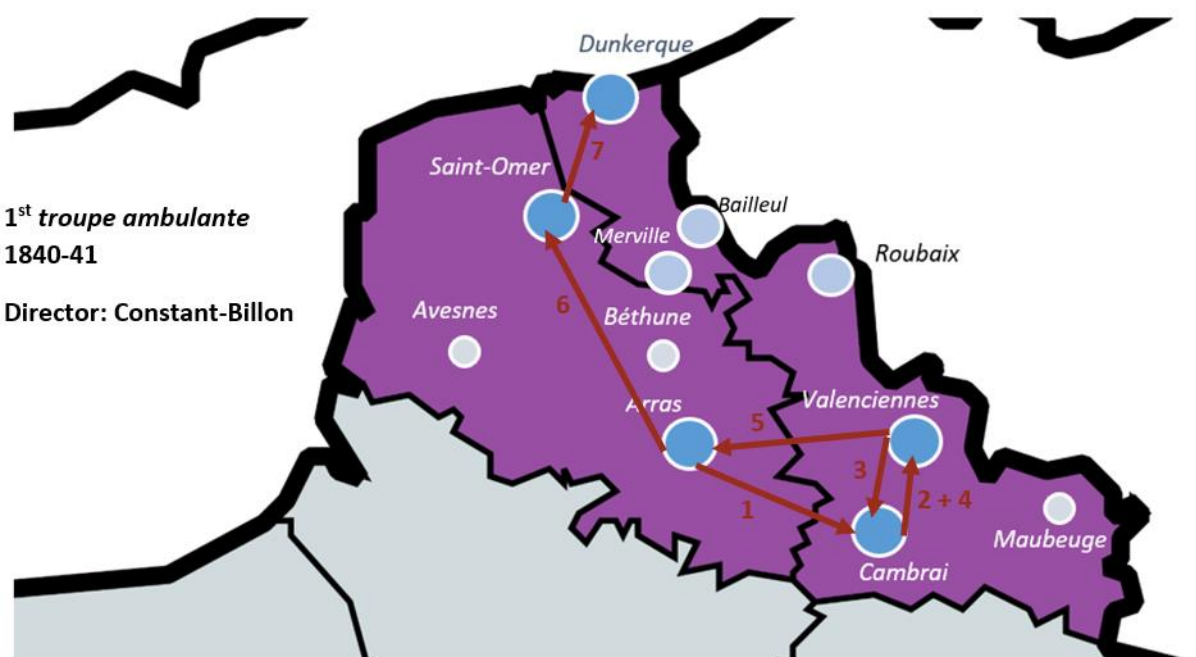 Dunkerque
7
Saint-Omer
1st troupe ambulante
1840-41
Director: Constant-Billon
Bailleul
Merville
Roubaix
6
Avesnes
Béthune
Arras
Valenciennes
5
3
2 + 4
1
Maubeuge
Cambrai